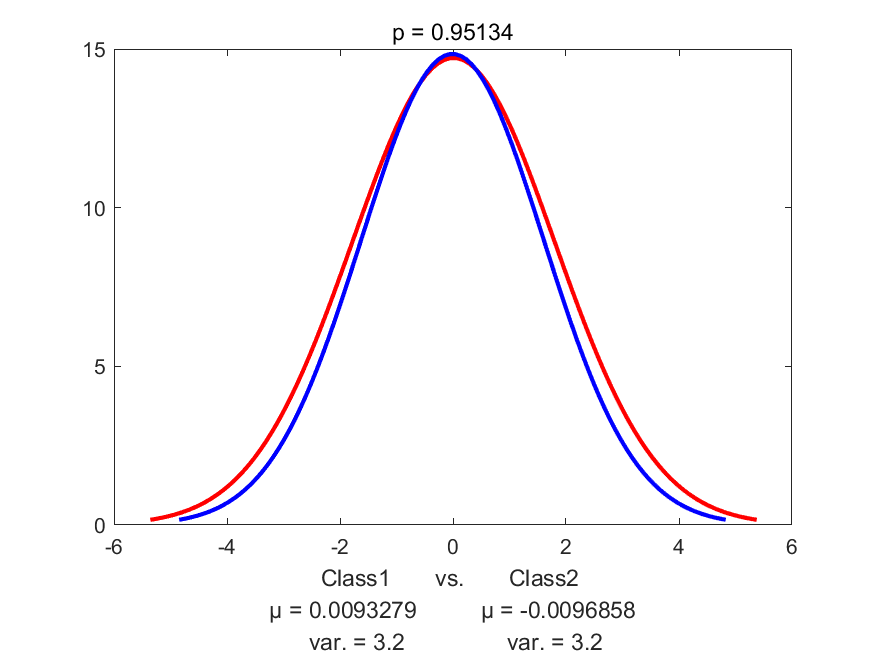 p = 0.95134
15
10
5
0
-6 -4 -2 0 2 4 6
Class1 vs. Class2
μ = 0.0093279 μ = -0.0096858
var. = 3.2 var. = 3.2